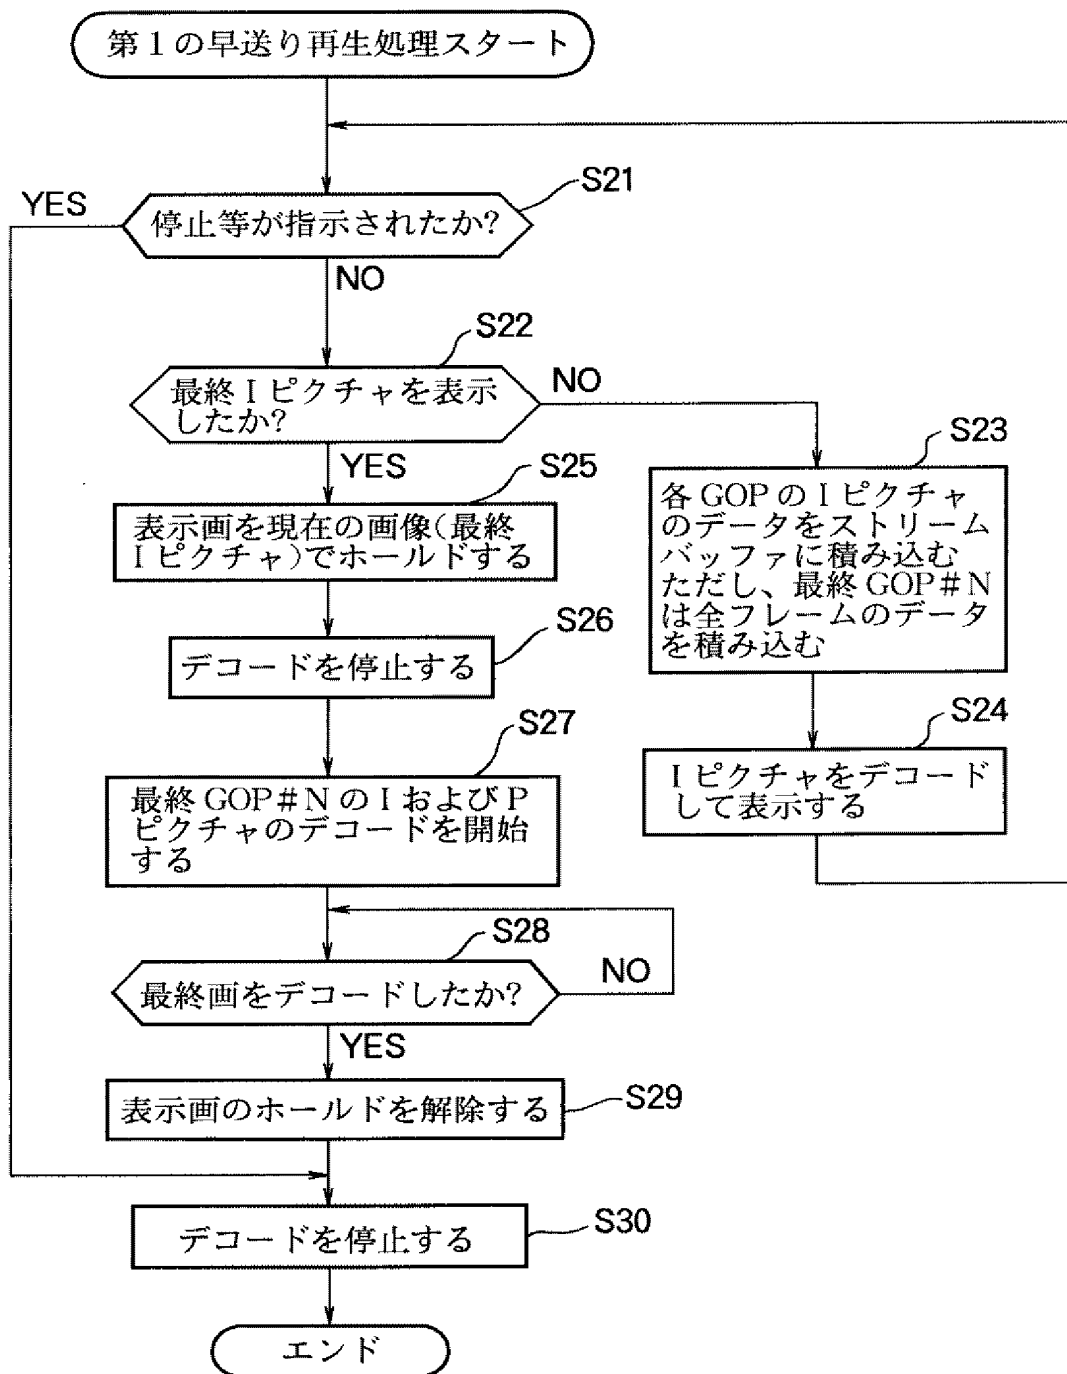 第1の早送り再生処理スタート
S21
YES
停止等が指示されたか?
NO
S22
最終Iピクチャを表示
したか?
NO
YES
S23
各GOPのIピクチャ
のデータをストリーム
バッファに積み込む
ただし、最終GOP#N
は全フレームのデータ
を積み込む
S24
Iピクチャをデコード
して表示する
S25
表示画を現在の画像(最終
Iピクチャ)でホールドする
S26
デコードを停止する
S27
最終GOP#NのIおよびP
ピクチャのデコードを開始
する
S28
最終画をデコードしたか?
NO
YES
表示画のホールドを解除する
S29
デコードを停止する
S30
エンド